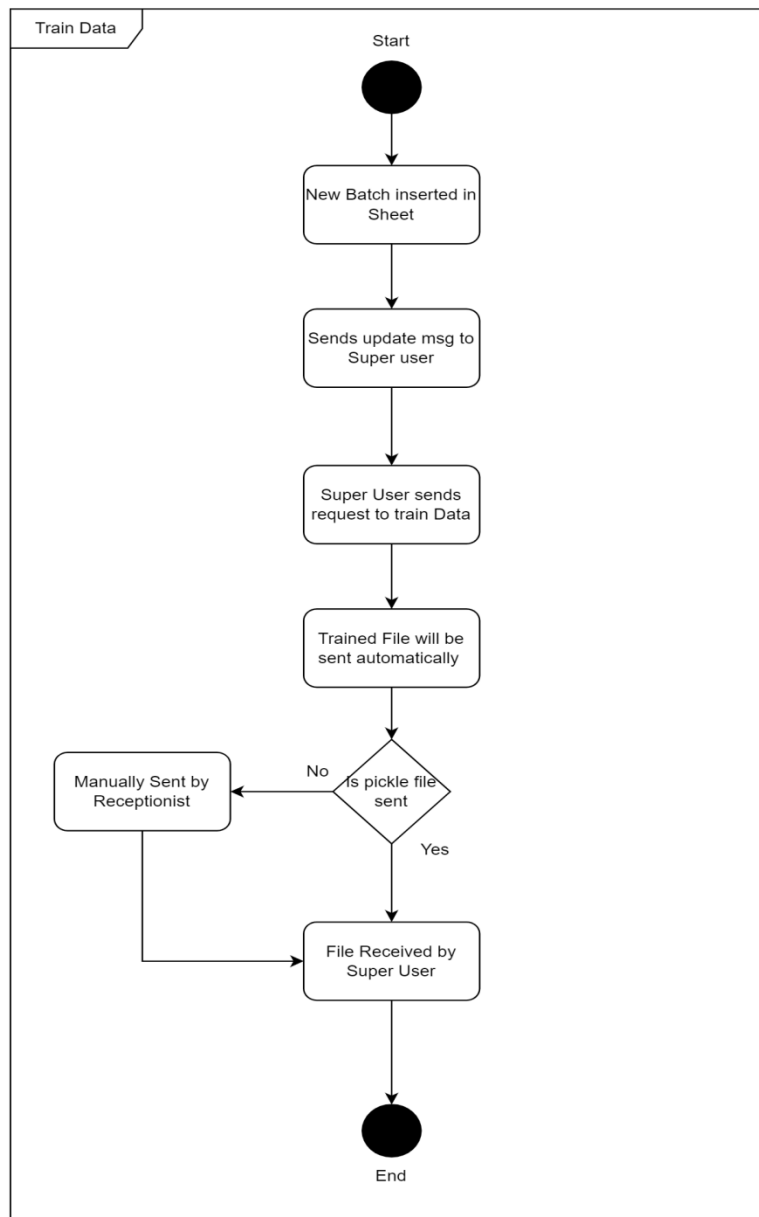 Train Data
Start
New Batch inserted in
Sheet
Sends update msg to
Super user
Super User sends
request to train Data
Trained File will be
sent automatically
Is pickle file
sent
No
Manually Sent by
Receptionist
Yes
File Received by
Super User
End